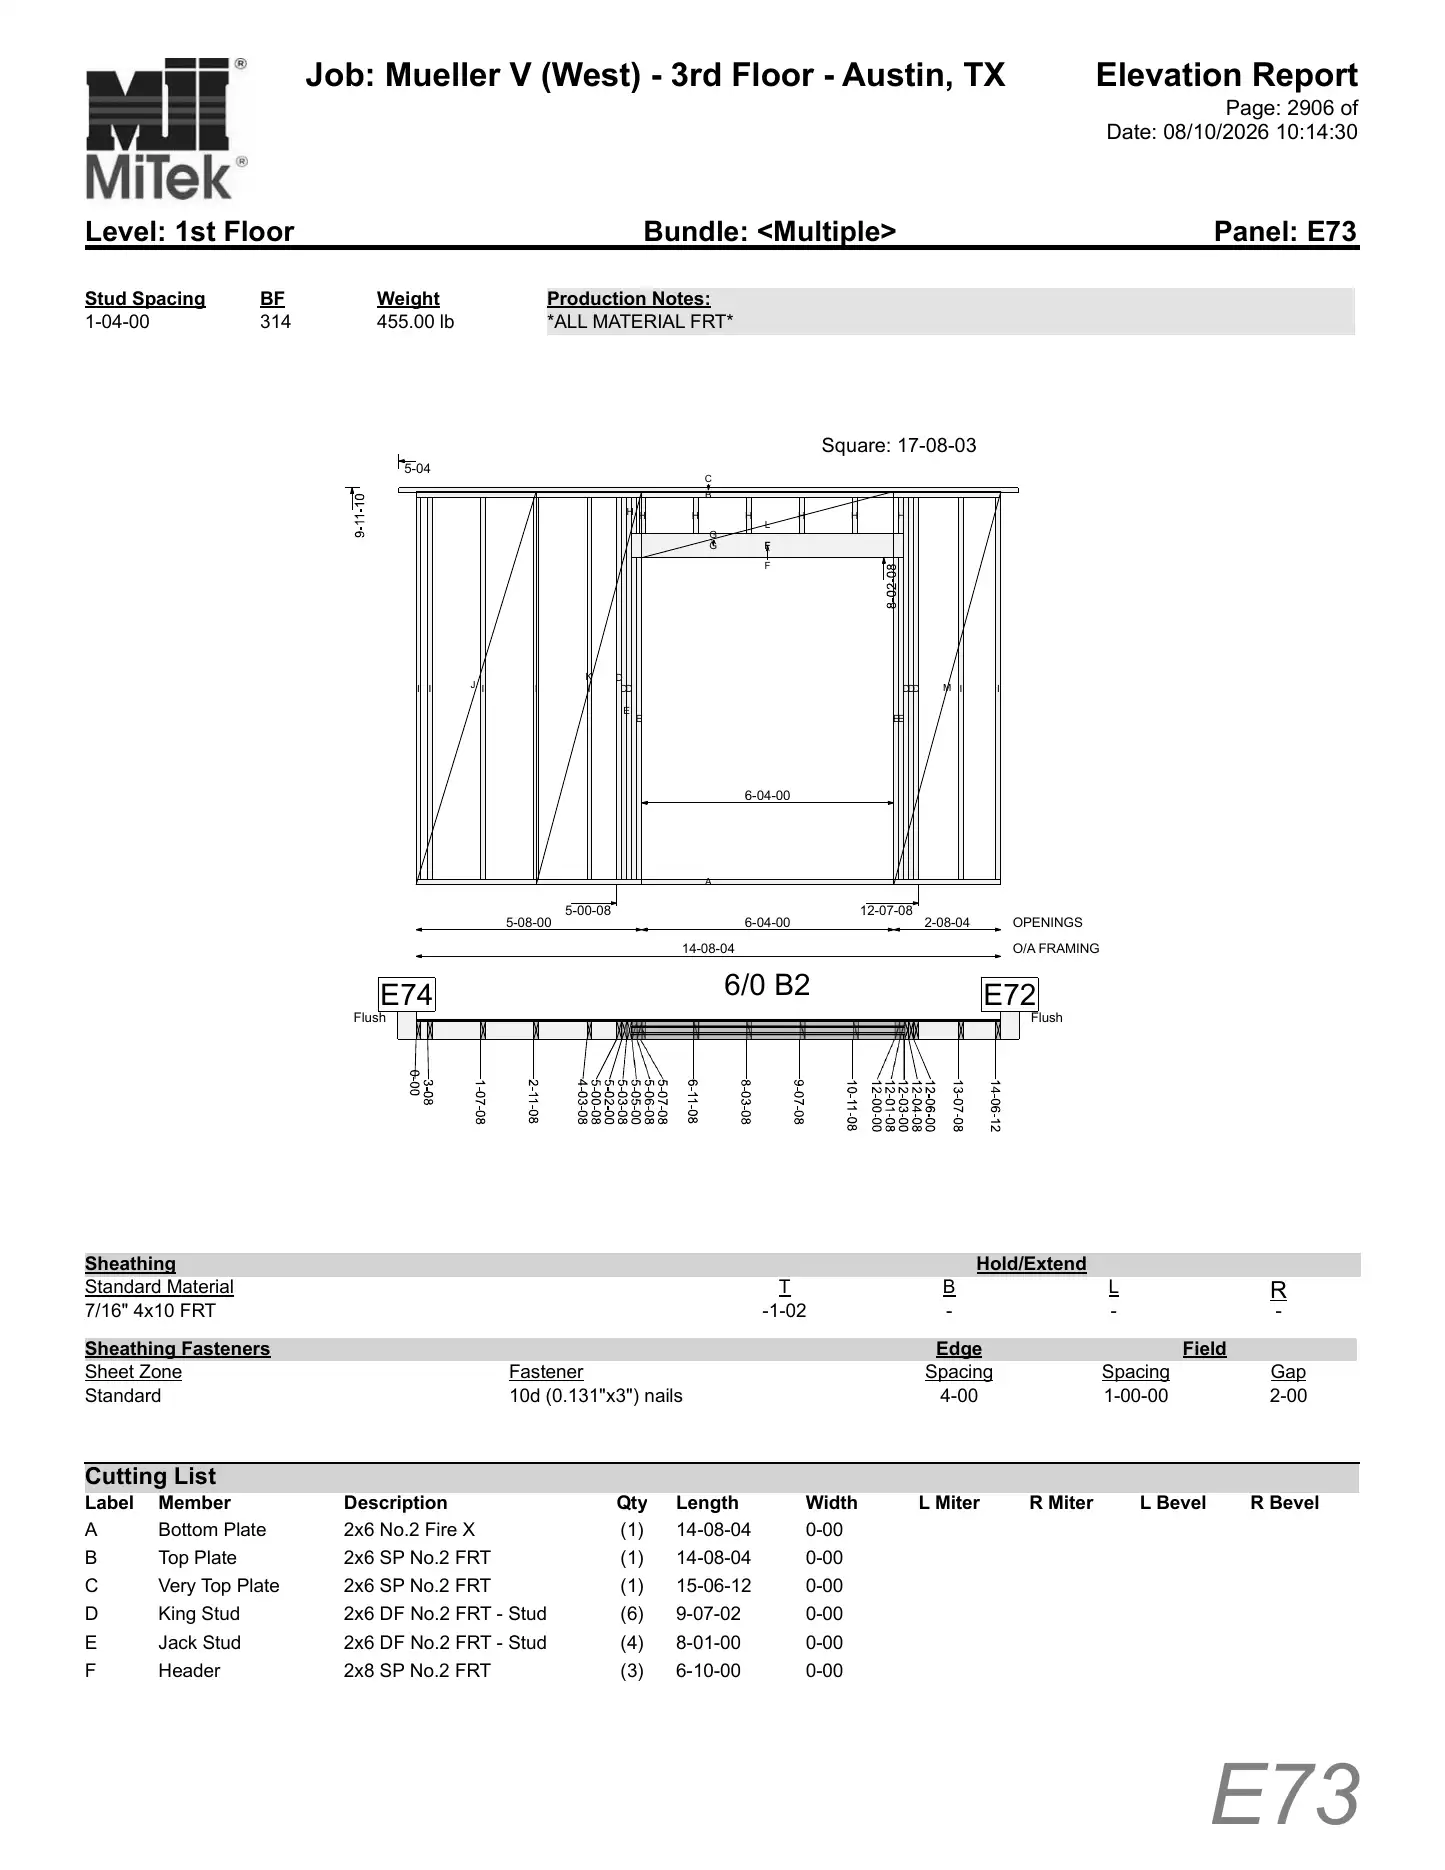 Job: Mueller V (West) - 3rd Floor - Austin, TX
Elevation Report
Page: 2906 of
Date: 08/10/2026 10:14:30
MiTek
Level: 1st Floor Bundle: <Multiple> Panel: E73
Stud Spacing BF Weight Production Notes:
1-04-00 314 455.00 lb *ALL MATERIAL FRT*
Square: 17-08-03
5-04
9-11-10
C
B
H H H H H H H
L
G
G
F
F
8-02-08
I I J I I K I D D D D D D M I I
E E E E
6-04-00
A
5-00-08 12-07-08
5-08-00 6-04-00 2-08-04 OPENINGS
14-08-04 O/A FRAMING
E74 6/0 B2 E72
Flush Flush
0-00 3-08 1-07-08 2-11-08 4-03-08 5-00-08 5-02-00 5-03-08 5-05-00 5-06-08 5-07-08 6-11-08 8-03-08 9-07-08 10-11-08 12-00-00 12-01-08 12-03-00 12-04-08 12-06-00 13-07-08 14-06-12
Sheathing Hold/Extend
Standard Material T B L R
7/16" 4x10 FRT -1-02 - - -
Sheathing Fasteners Edge Field
Sheet Zone Fastener Spacing Spacing Gap
Standard 10d (0.131"x3") nails 4-00 1-00-00 2-00
Cutting List
Label Member Description Qty Length Width L Miter R Miter L Bevel R Bevel
A Bottom Plate 2x6 No.2 Fire X (1) 14-08-04 0-00
B Top Plate 2x6 SP No.2 FRT (1) 14-08-04 0-00
C Very Top Plate 2x6 SP No.2 FRT (1) 15-06-12 0-00
D King Stud 2x6 DF No.2 FRT - Stud (6) 9-07-02 0-00
E Jack Stud 2x6 DF No.2 FRT - Stud (4) 8-01-00 0-00
F Header 2x8 SP No.2 FRT (3) 6-10-00 0-00
E73